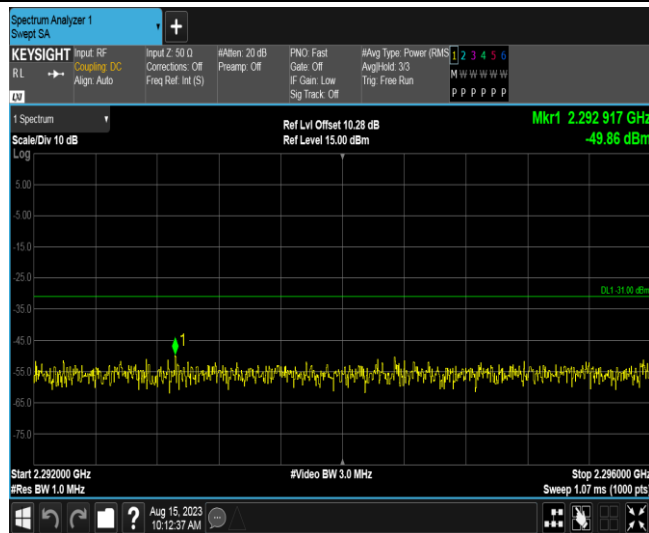 Spectrum Analyzer 1
Swept SA
KEYSIGHT
RL
Input: RF
Coupling: DC
Align: Auto
Input Z: 50 Ω
Corrections: Off
Freq Ref: Int (S)
#Atten: 20 dB
Preamp: Off
PNO: Fast
Gate: Off
IF Gain: Low
Sig Track: Off
#Avg Type: Power (RMS
Avg|Hold: 3/3
Trig: Free Run
1 2 3 4 5 6
M W W W W W
P P P P P P
1 Spectrum
Scale/Div 10 dB
Ref Lvl Offset 10.28 dB
Ref Level 15.00 dBm
Mkr1 2.292 917 GHz
-49.86 dBm
Log
5.00
-5.00
-15.0
-25.0
DL1 -31.00 dBm
-35.0
1
-45.0
-55.0
-65.0
-75.0
Start 2.292000 GHz
#Video BW 3.0 MHz
Stop 2.296000 GHz
#Res BW 1.0 MHz
Sweep 1.07 ms (1000 pts)
?
Aug 15, 2023
10:12:37 AM